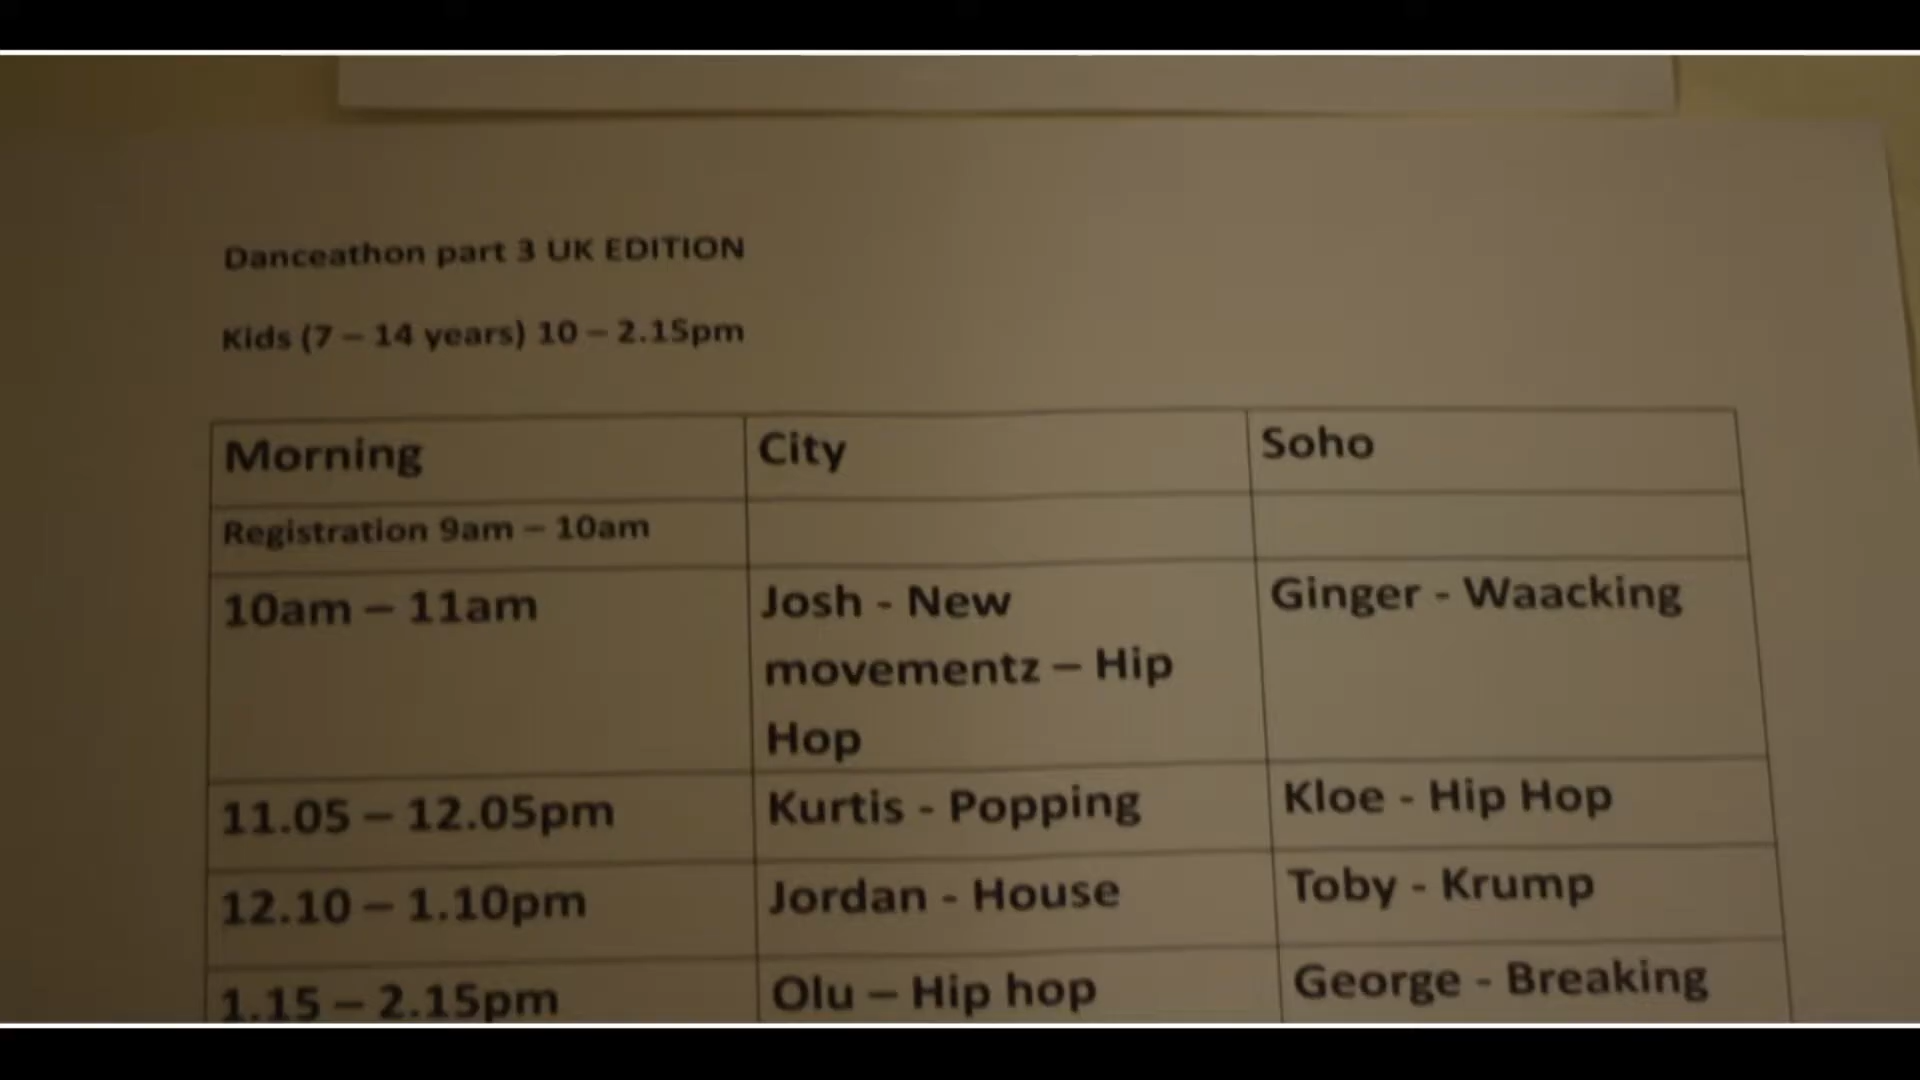 Danceathon part 3 UK EDITION
Kids (7 – 14 years) 10 – 2.15pm
Morning City Soho
Registration 9am – 10am
10am – 11am Josh - New Ginger - Waacking
movementz – Hip
Hop
11.05 – 12.05pm Kurtis - Popping Kloe - Hip Hop
12.10 – 1.10pm Jordan - House Toby - Krump
1.15 – 2.15pm Olu – Hip hop George - Breaking